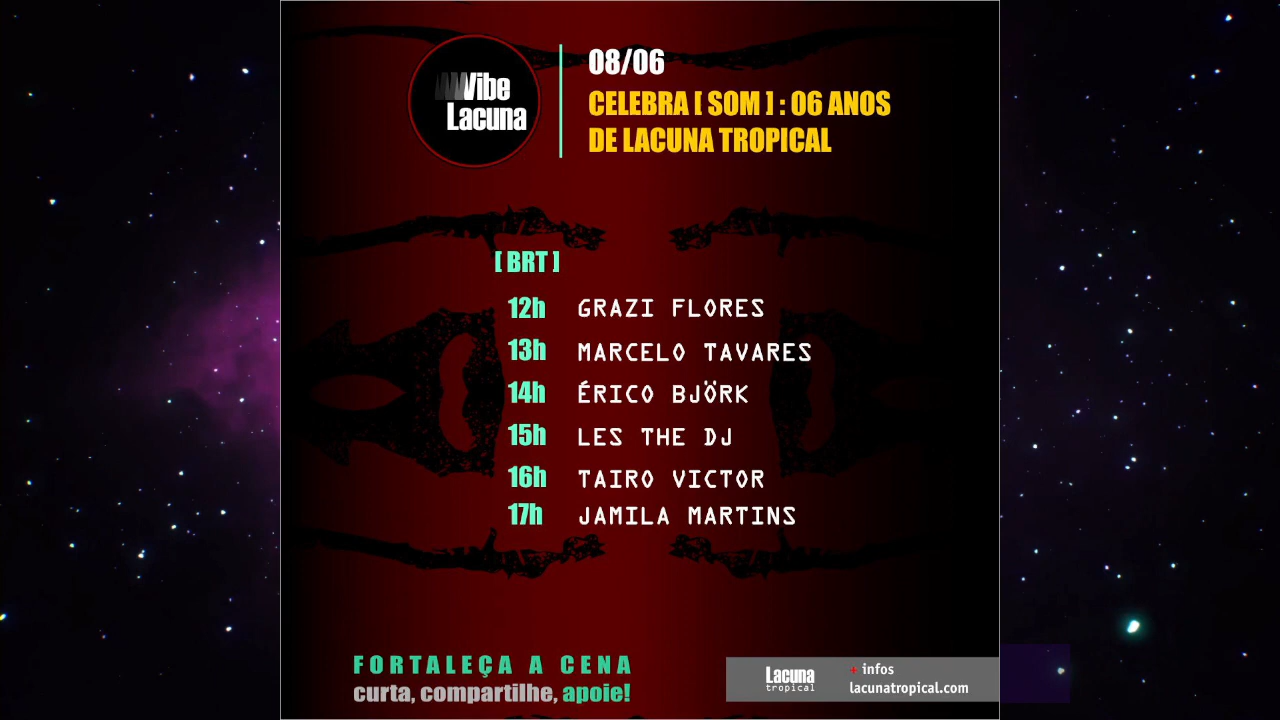 Vibe
Lacuna
08/06
CELEBRA [ SOM ] : 06 ANOS
DE LACUNA TROPICAL
[ BRT ]
12h GRAZI FLORES
13h MARCELO TAVARES
14h ÉRICO BJÖRK
15h LES THE DJ
16h TAIRO VICTOR
17h JAMILA MARTINS
FORTALEÇA A CENA
curta, compartilhe, apoie!
Lacuna
tropical
+ infos
lacunatropical.com